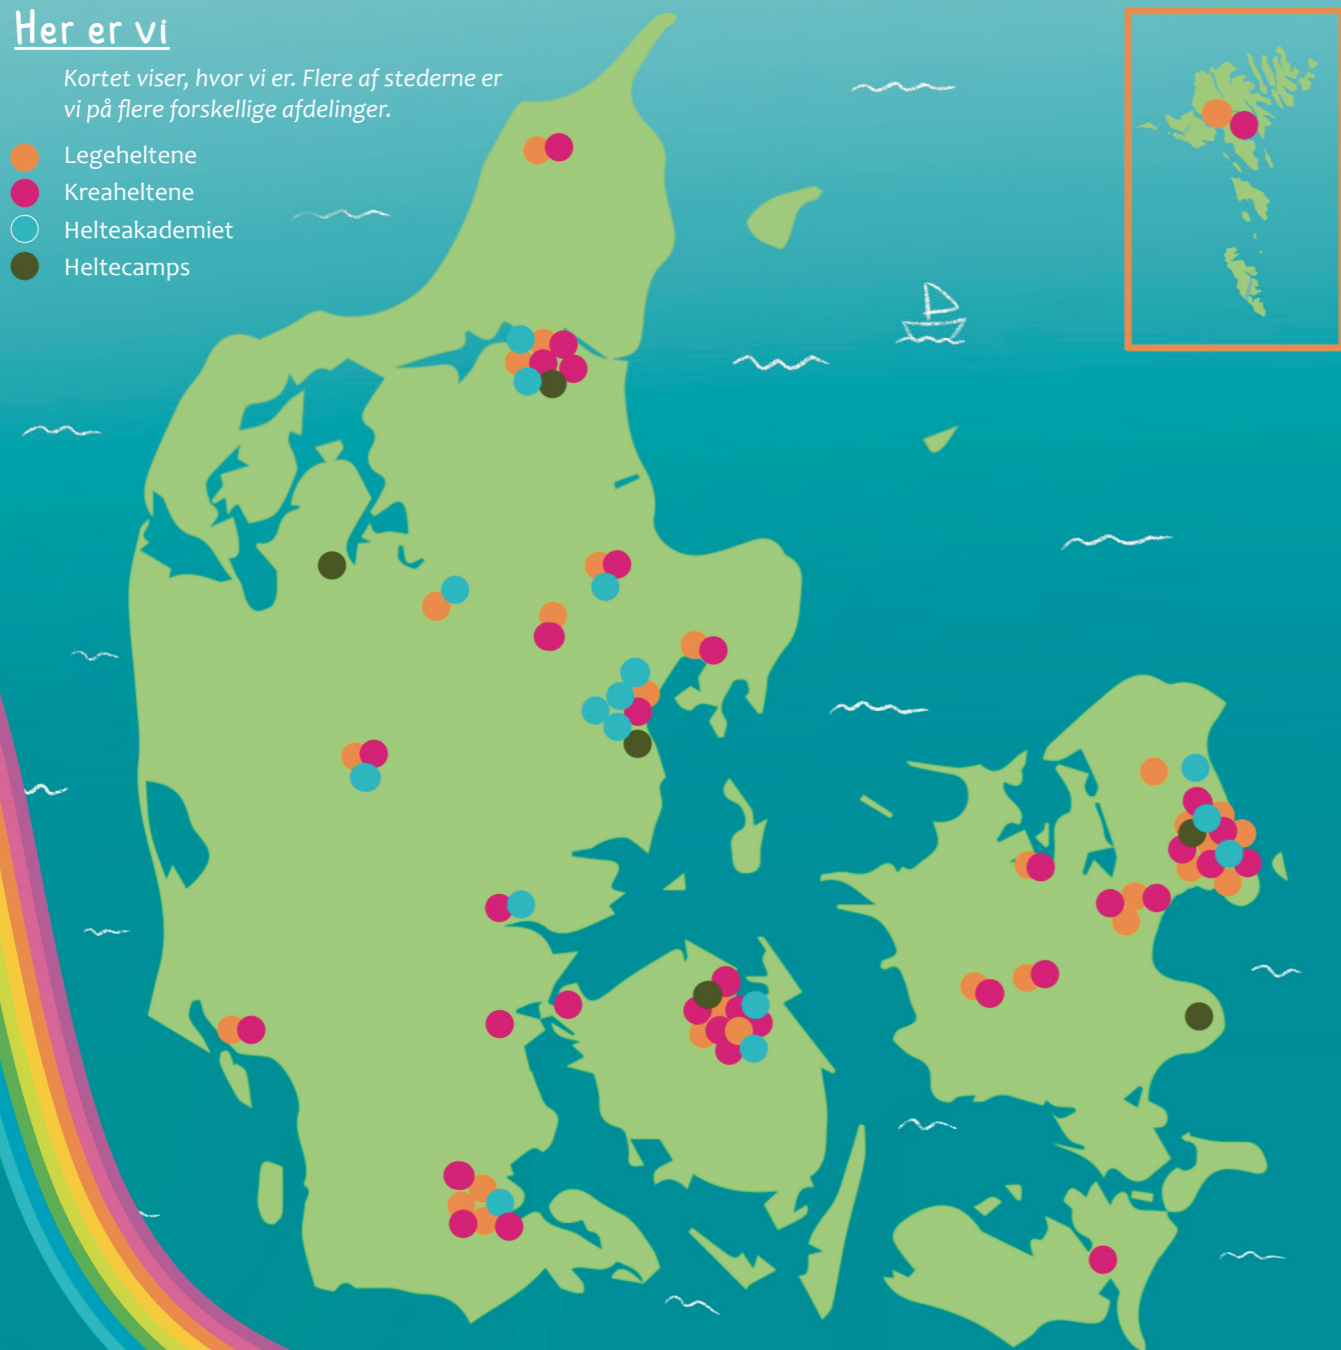 Her er vi
Kortet viser, hvor vi er. Flere af stederne er
vi på flere forskellige afdelinger.
Legeheltene
Kreaheltene
Helteakademiet
Heltecamps